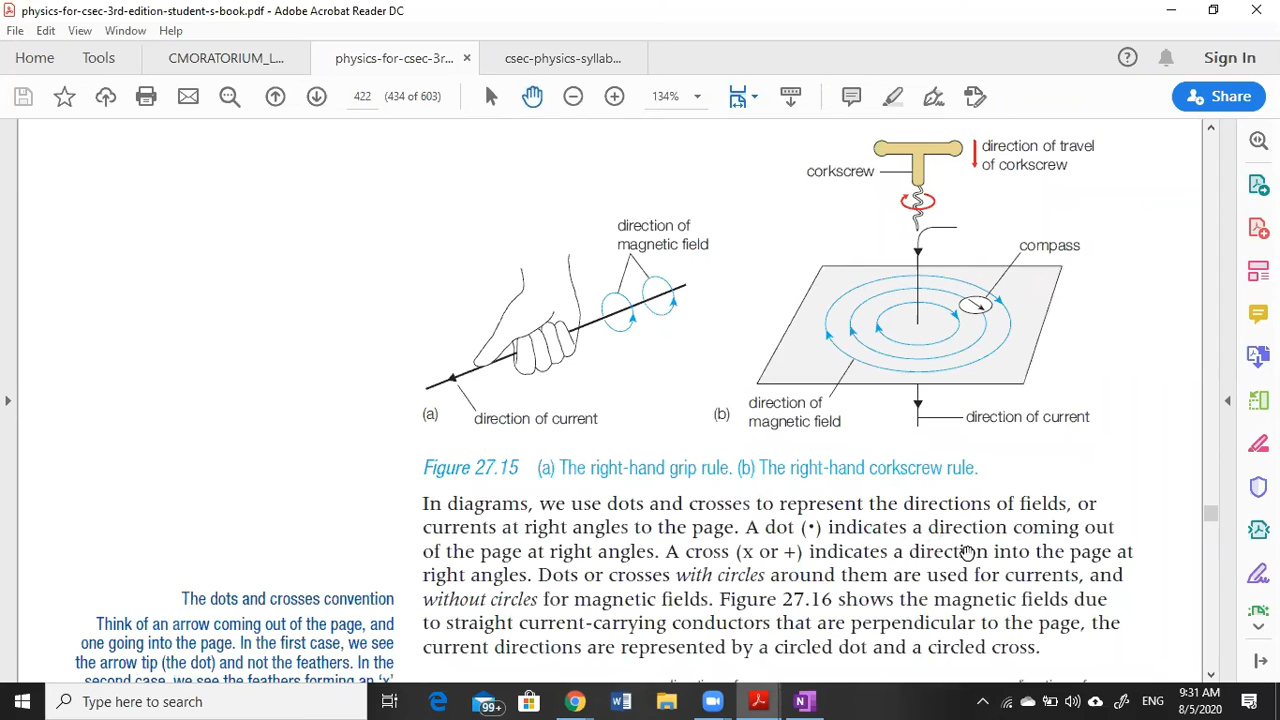 physics-for-csec-3rd-edition-student-s-book.pdf - Adobe Acrobat Reader DC
File Edit View Window Help
Home Tools CMORATORIUM_L... physics-for-csec-3r... × csec-physics-syllab... Sign In
422 (434 of 603) 134% Share
direction of travel
of corkscrew
corkscrew
direction of
magnetic field
compass
direction of current
(a)
direction of
magnetic field
(b)
direction of current
Figure 27.15 (a) The right-hand grip rule. (b) The right-hand corkscrew rule.
In diagrams, we use dots and crosses to represent the directions of fields, or
currents at right angles to the page. A dot (•) indicates a direction coming out
of the page at right angles. A cross (x or +) indicates a direction into the page at
right angles. Dots or crosses with circles around them are used for currents, and
without circles for magnetic fields. Figure 27.16 shows the magnetic fields due
to straight current-carrying conductors that are perpendicular to the page, the
current directions are represented by a circled dot and a circled cross.
The dots and crosses convention
Think of an arrow coming out of the page, and
one going into the page. In the first case, we see
the arrow tip (the dot) and not the feathers. In the
second case, we see the feathers forming an 'x'
Type here to search
99+
ENG
9:31 AM
8/5/2020